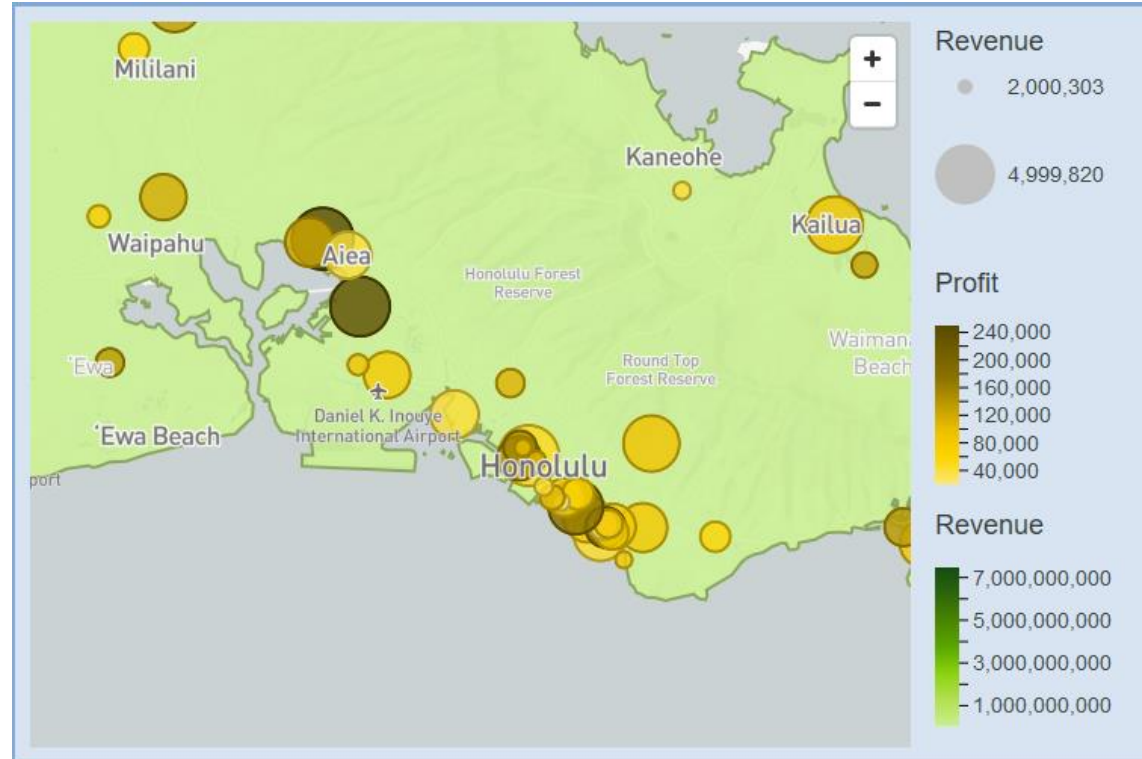 Mililani
Kaneohe
Kailua
Waipahu
Aiea
Honolulu Forest
Reserve
Waimana
Beach
'Ewa
Round Top
Forest Reserve
Daniel K. Inouye
International Airport
'Ewa Beach
Honolulu
port
+
−
Revenue
2,000,303
4,999,820
Profit
240,000
200,000
160,000
120,000
80,000
40,000
Revenue
7,000,000,000
5,000,000,000
3,000,000,000
1,000,000,000